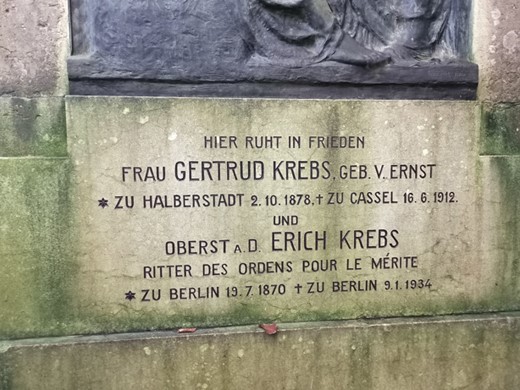 HIER RUHT IN FRIEDEN
FRAU GERTRUD KREBS, GEB. V. ERNST
* ZU HALBERSTADT 2.10.1878. † ZU CASSEL 16.6.1912.
UND
OBERST A.D. ERICH KREBS
RITTER DES ORDENS POUR LE MÉRITE
* ZU BERLIN 19.7.1870 † ZU BERLIN 9.1.1934